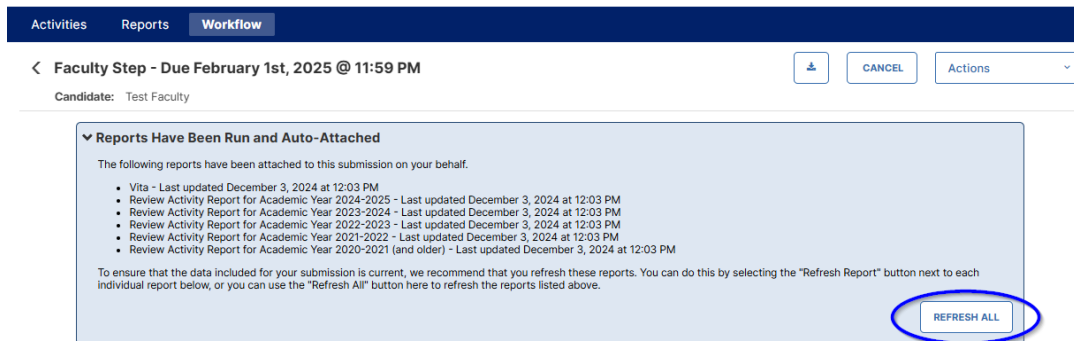 Activities Reports Workflow
Faculty Step - Due February 1st, 2025 @ 11:59 PM
CANCEL
Actions
Candidate: Test Faculty
Reports Have Been Run and Auto-Attached
The following reports have been attached to this submission on your behalf.
• Vita - Last updated December 3, 2024 at 12:03 PM
• Review Activity Report for Academic Year 2024-2025 - Last updated December 3, 2024 at 12:03 PM
• Review Activity Report for Academic Year 2023-2024 - Last updated December 3, 2024 at 12:03 PM
• Review Activity Report for Academic Year 2022-2023 - Last updated December 3, 2024 at 12:03 PM
• Review Activity Report for Academic Year 2021-2022 - Last updated December 3, 2024 at 12:03 PM
• Review Activity Report for Academic Year 2020-2021 (and older) - Last updated December 3, 2024 at 12:03 PM
To ensure that the data included for your submission is current, we recommend that you refresh these reports. You can do this by selecting the "Refresh Report" button next to each
individual report below, or you can use the "Refresh All" button here to refresh the reports listed above.
REFRESH ALL